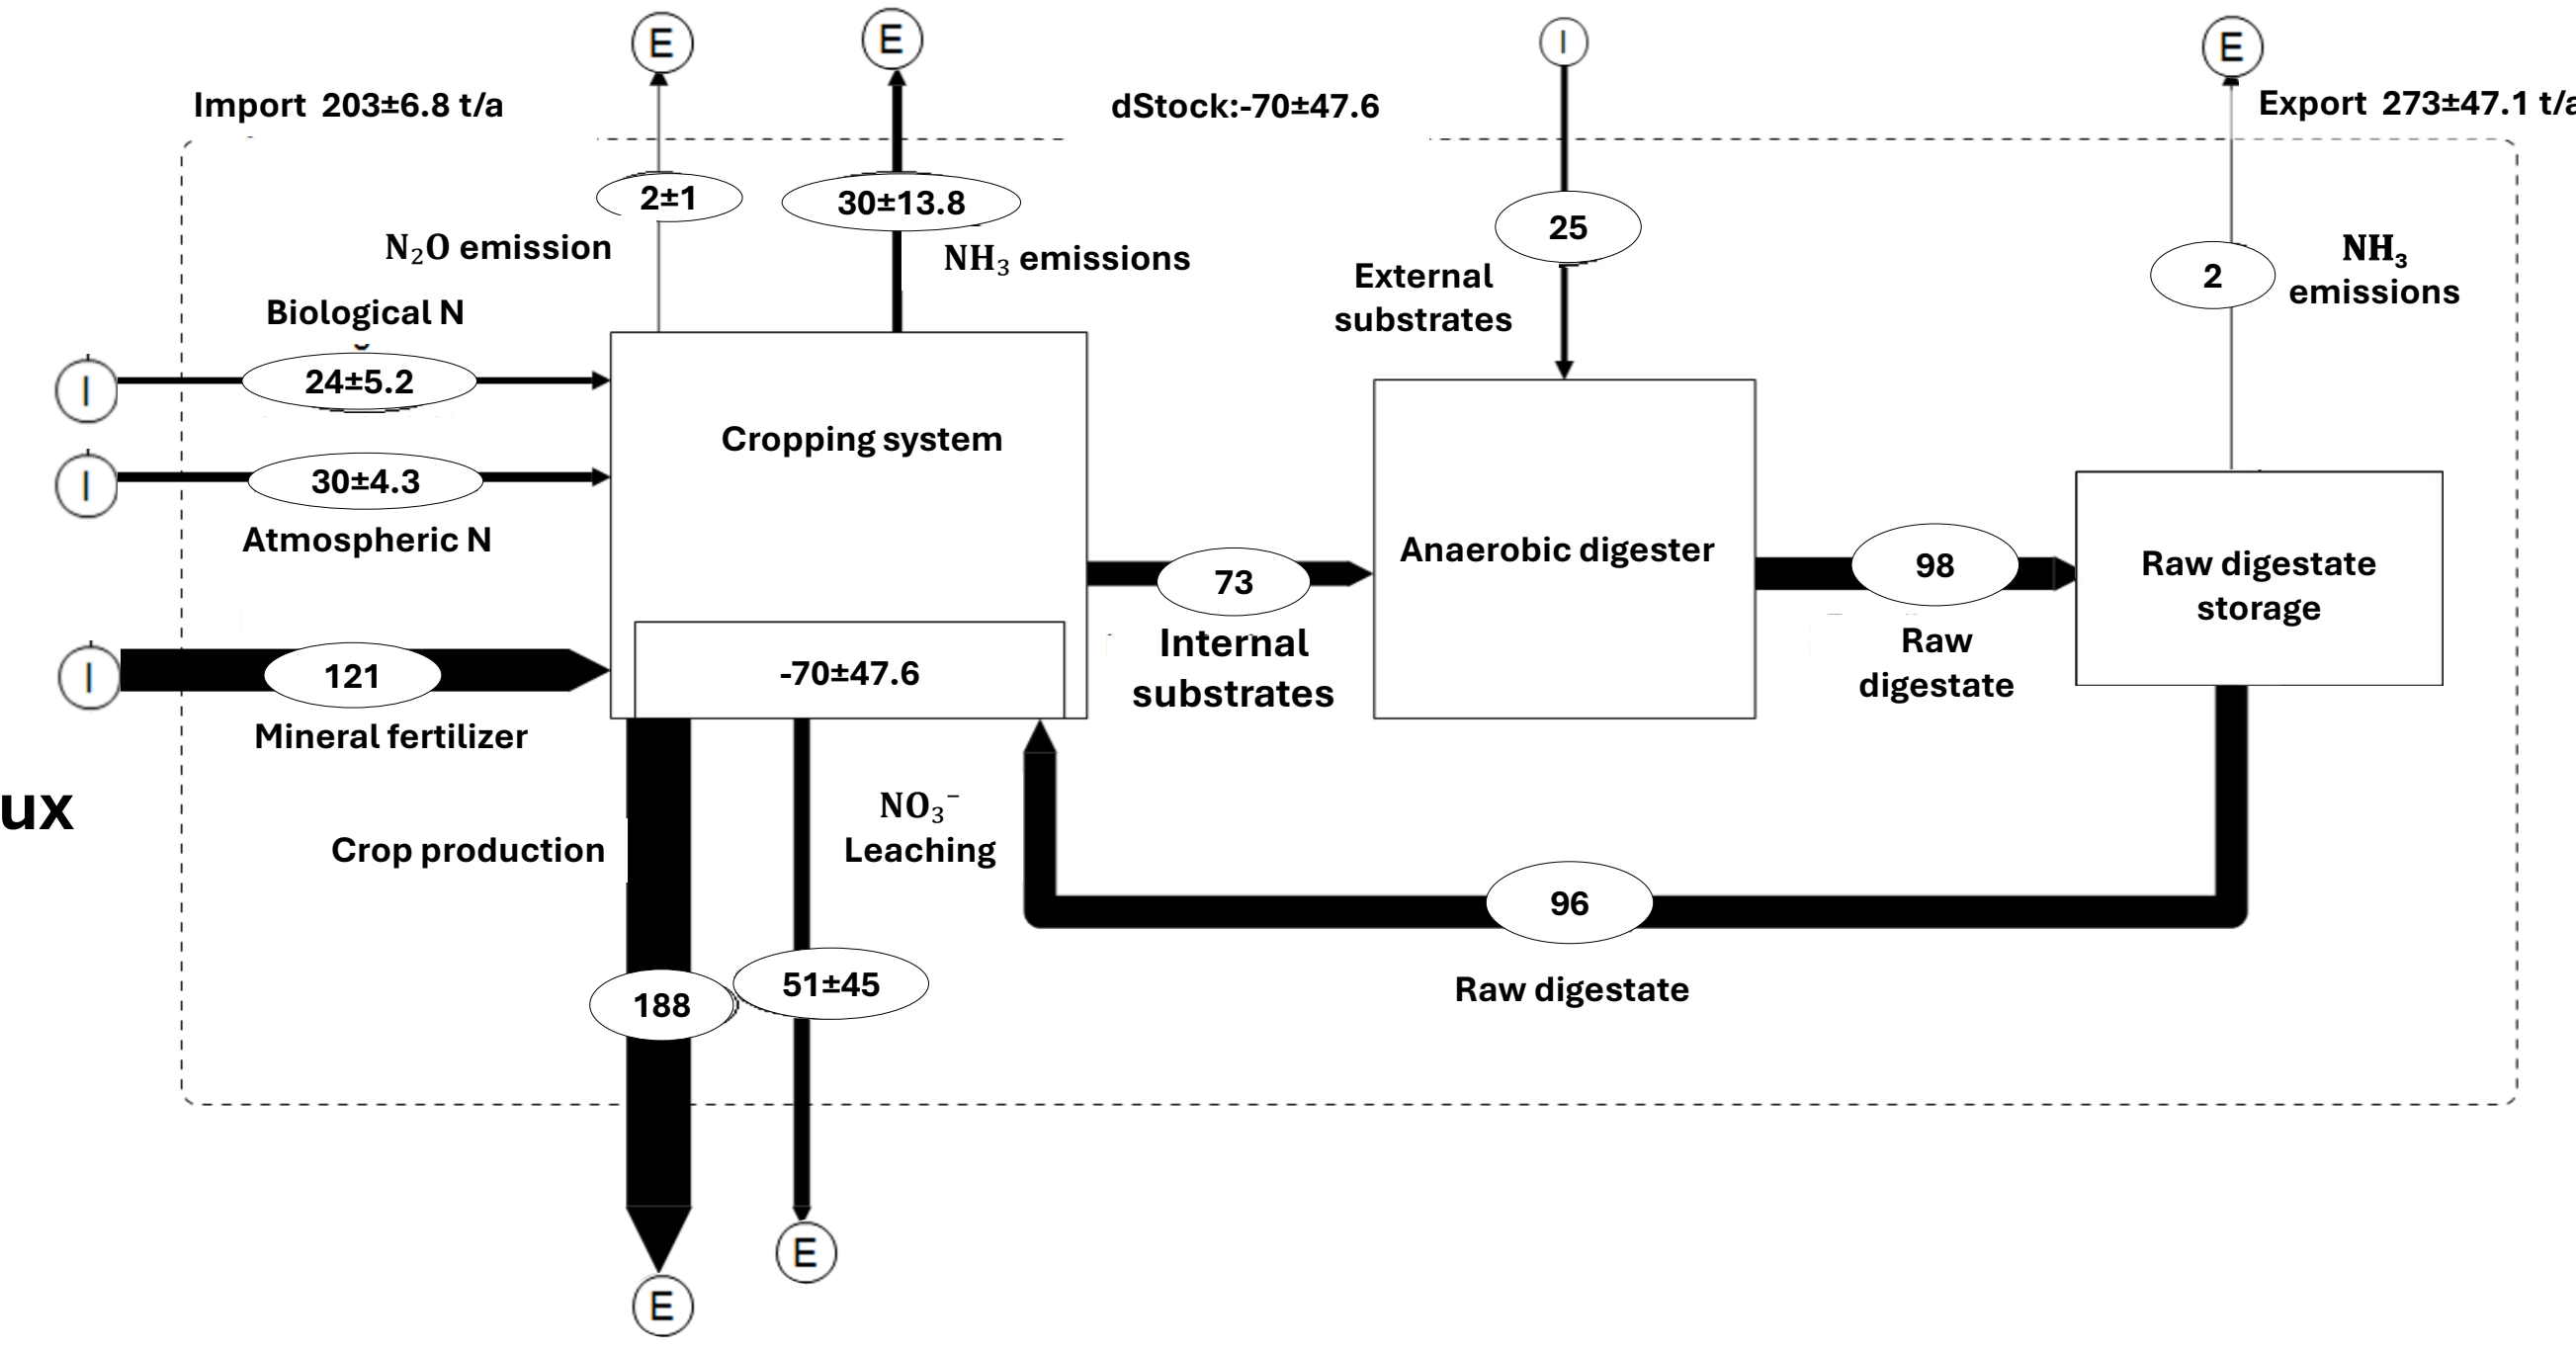 E
E
I
E
Import 203±6.8 t/a
dStock:-70±47.6
Export 273±47.1 t/a
2±1
30±13.8
25
N₂O emission
NH₃ emissions
External
substrates
2
NH₃
emissions
Biological N
I
24±5.2
Cropping system
I
30±4.3
Atmospheric N
Anaerobic digester
73
98
Raw digestate
storage
Internal
substrates
Raw
digestate
I
121
-70±47.6
Mineral fertilizer
ux
NO₃⁻
Leaching
Crop production
96
188
51±45
Raw digestate
E
E